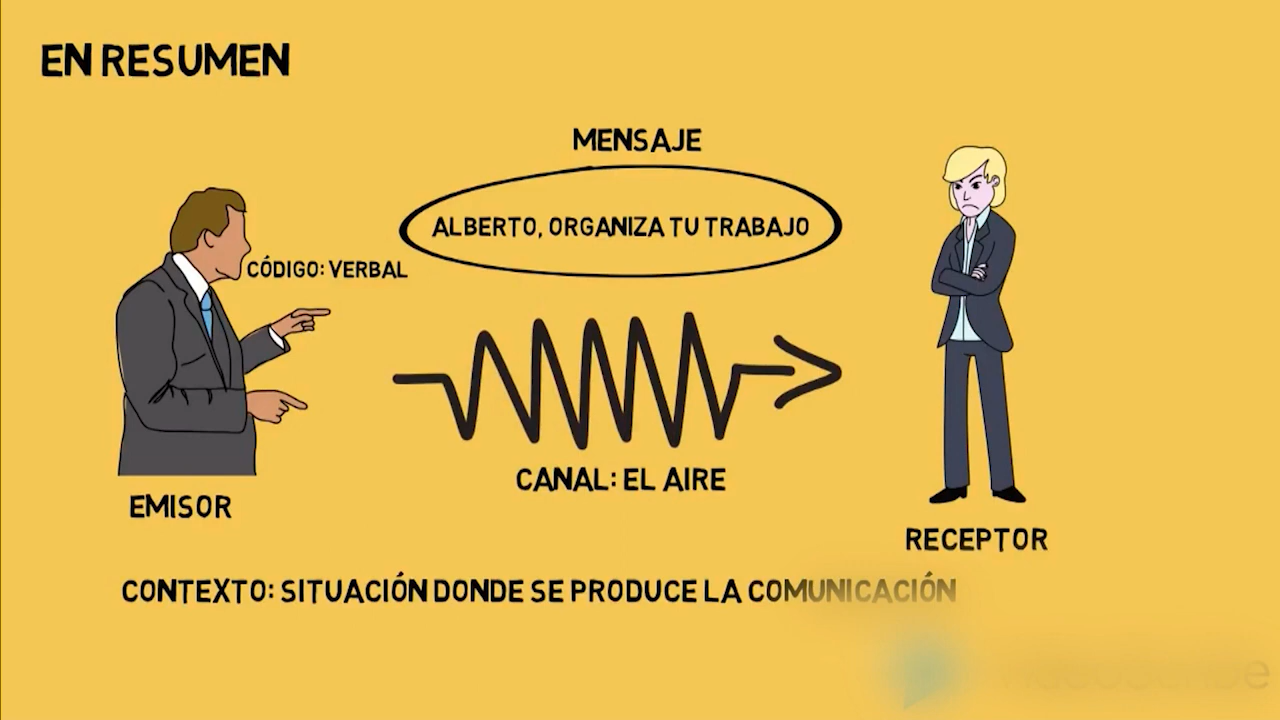 EN RESUMEN
MENSAJE
ALBERTO, ORGANIZA TU TRABAJO
CÓDIGO: VERBAL
CANAL: EL AIRE
EMISOR
RECEPTOR
CONTEXTO: SITUACIÓN DONDE SE PRODUCE LA COMUNICACIÓN